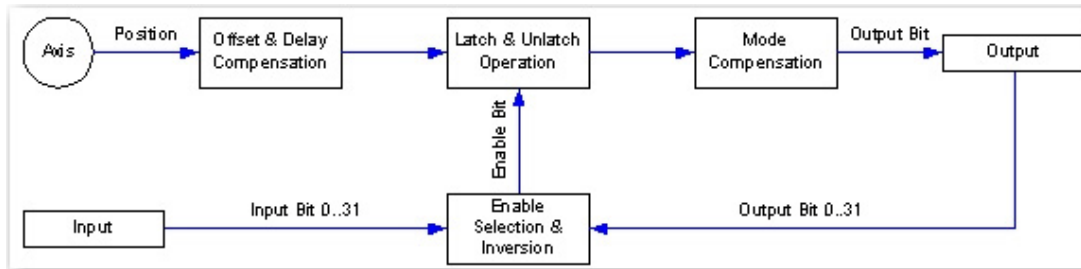 Axis
Position
Offset & Delay
Compensation
Latch & Unlatch
Operation
Mode
Compensation
Output Bit
Output
Enable Bit
Input
Input Bit 0..31
Enable
Selection &
Inversion
Output Bit 0..31